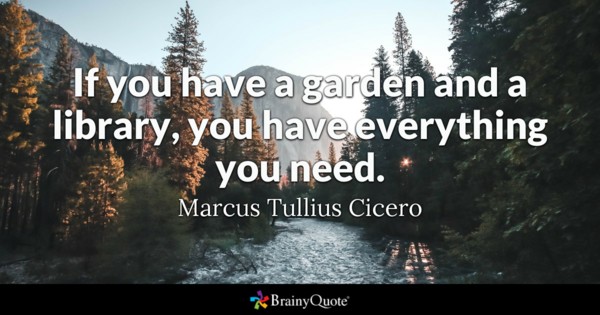 If you have a garden and a
library, you have everything
you need.
Marcus Tullius Cicero
BrainyQuote